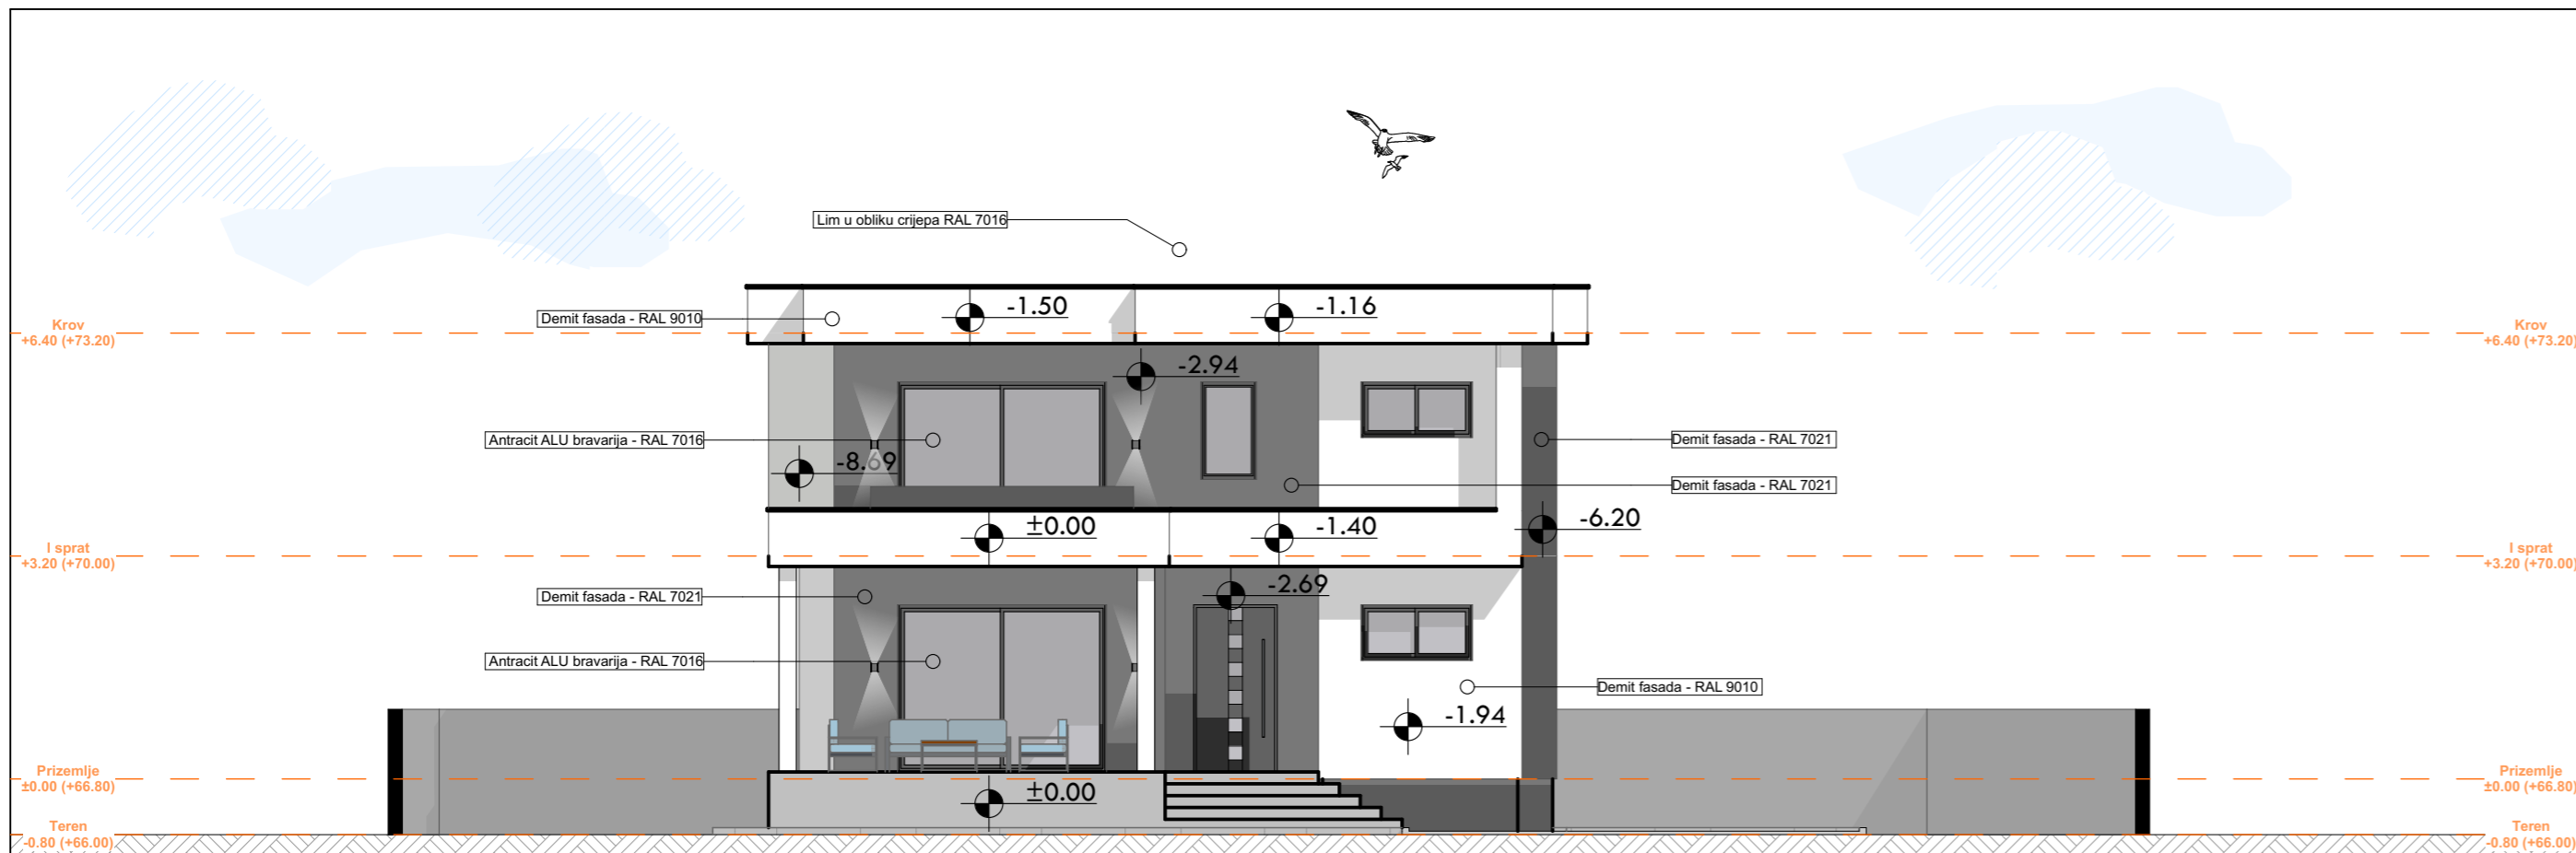 Lim u obliku crijepa RAL 7016
-1.50
-1.16
Demit fasada - RAL 9010
Krov
+6.40 (+73.20)
Krov
+6.40 (+73.20)
-2.94
Antracit ALU bravarija - RAL 7016
Demit fasada - RAL 7021
-8.69
Demit fasada - RAL 7021
±0.00
-1.40
-6.20
I sprat
+3.20 (+70.00)
I sprat
+3.20 (+70.00)
-2.69
Demit fasada - RAL 7021
Antracit ALU bravarija - RAL 7016
Demit fasada - RAL 9010
-1.94
Prizemlje
±0.00 (+66.80)
Prizemlje
±0.00 (+66.80)
±0.00
Teren
-0.80 (+66.00)
Teren
-0.80 (+66.00)